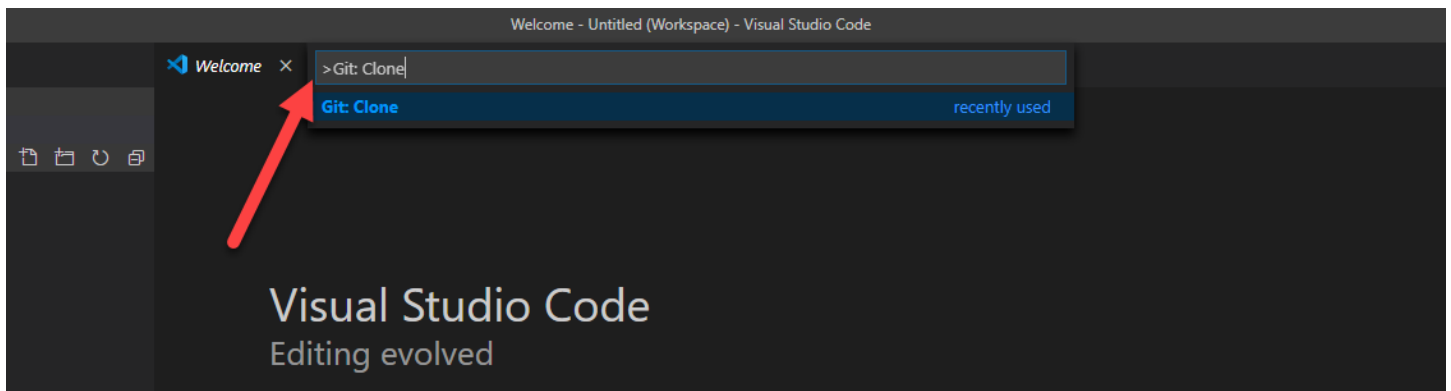 Welcome - Untitled (Workspace) - Visual Studio Code
Welcome
>Git: Clone
Git: Clone recently used
Visual Studio Code
Editing evolved